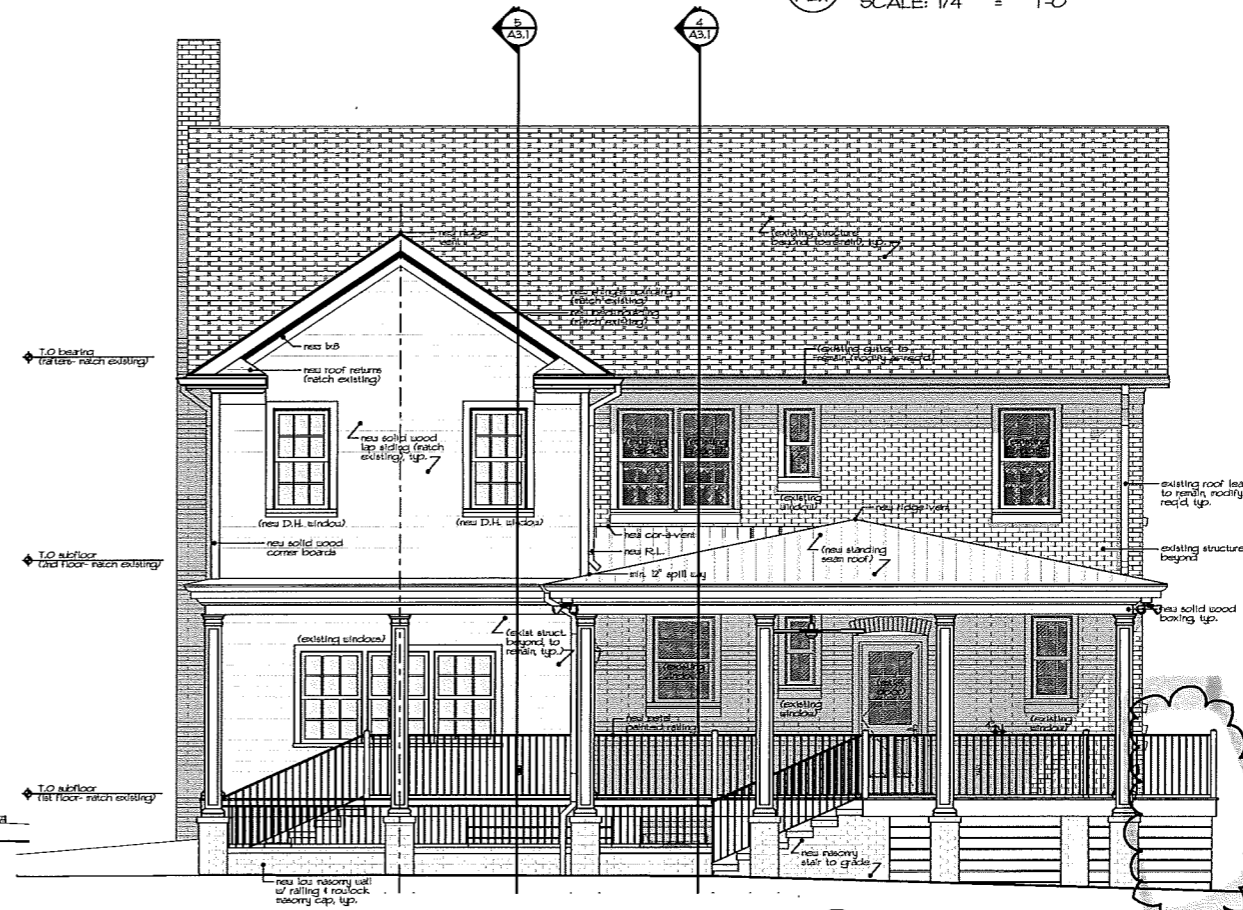 SCALE: 1/4" = 1'-0"
5
A3.1
4
A3.1
new ridge
vent
(existing structure
beyond, to remain), typ.
(match existing)
(match existing)
T.O bearing
(rafters- match existing)
new 1x8
new roof returns
(match existing)
(existing gutter to
remain, modify as req'd)
new solid wood
lap siding (match
existing), typ.
(existing
(existing
(existing
(existing
window)
existing roof lea
to remain, modify
req'd, typ.
(new D.H. window)
(new D.H. window)
new ridge vent
new cor-a-vent
new solid wood
corner boards
new R.L.
(new standing
seam roof)
existing structure
beyond
T.O subfloor
(2nd floor- match existing)
min. 12" spill way
new solid wood
boxing, typ.
(existing windows)
(exist struct.
beyond, to
remain, typ.)
(existing
(exist
door)
(existing
window)
(existing
window)
new metal
painted railing
T.O subfloor
(1st floor- match existing)
new masonry
stair to grade
new low masonry wall
w/ railing & rowlock
masonry cap, typ.